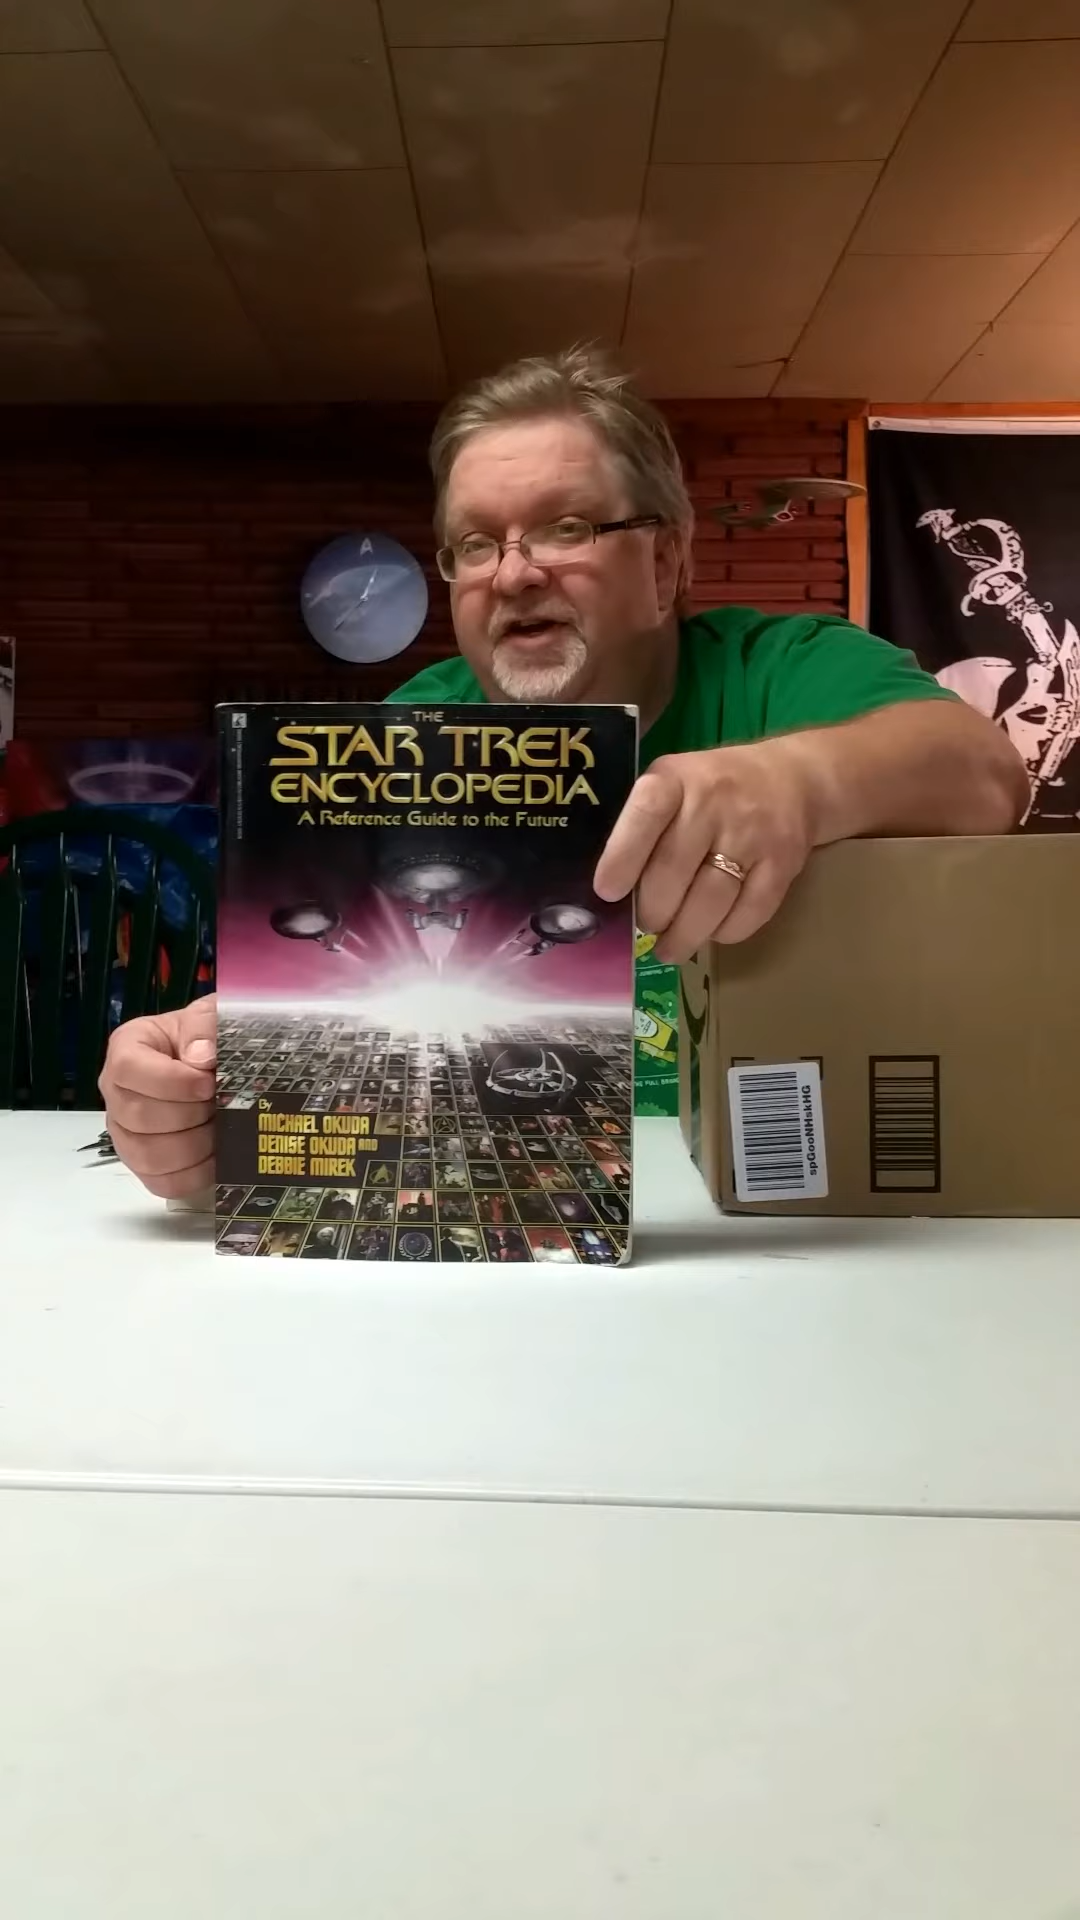 THE
STAR TREK
ENCYCLOPEDIA
A Reference Guide to the Future
By
MICHAEL OKUDA
DENISE OKUDA AND
DEBBIE MIREK
spGooNHskHG